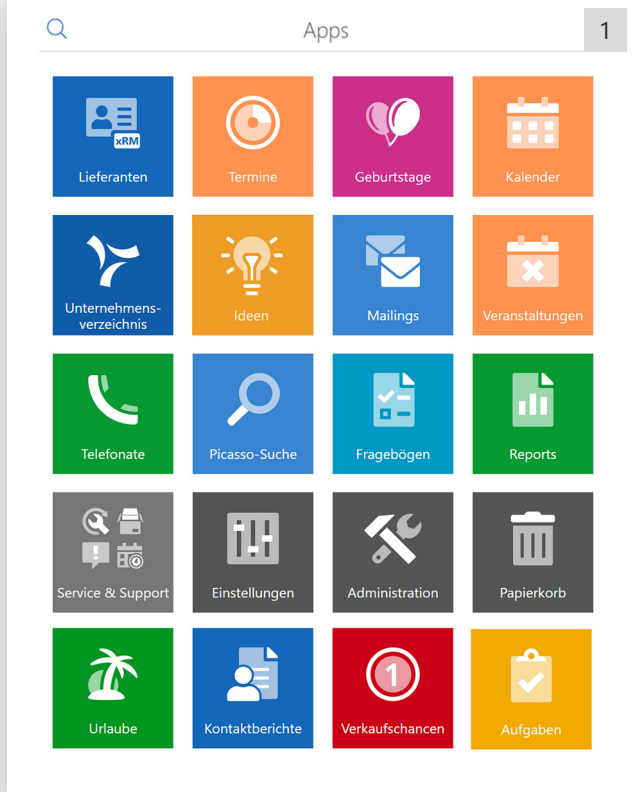 Apps
1
xRM
Lieferanten
Termine
Geburtstage
Kalender
Unternehmens-
verzeichnis
Ideen
Mailings
Veranstaltungen
Telefonate
Picasso-Suche
Fragebögen
Reports
Service & Support
Einstellungen
Administration
Papierkorb
Urlaube
Kontaktberichte
1
Verkaufschancen
Aufgaben